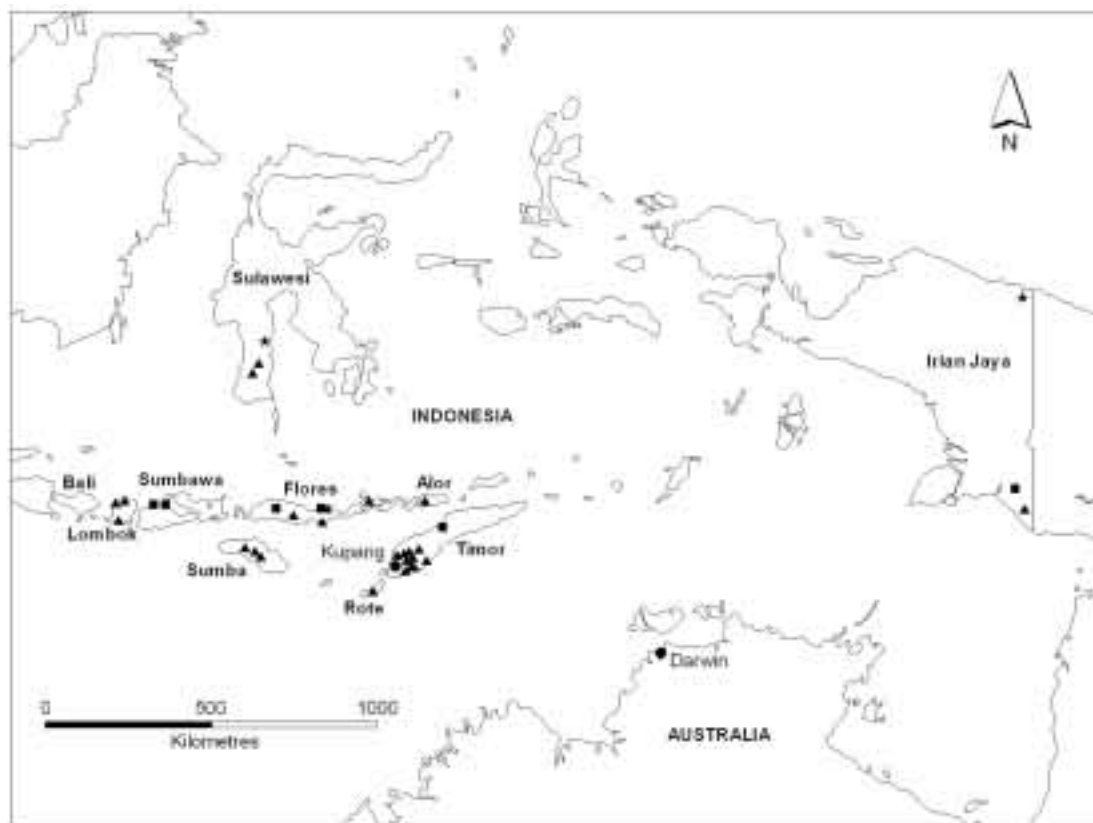 N
Sulawesi
Irian Jaya
INDONESIA
Bali
Sumbawa
Flores
Alor
Lombok
Kupang
Timor
Sumba
Rote
Darwin
0 500 1000
Kilometres
AUSTRALIA